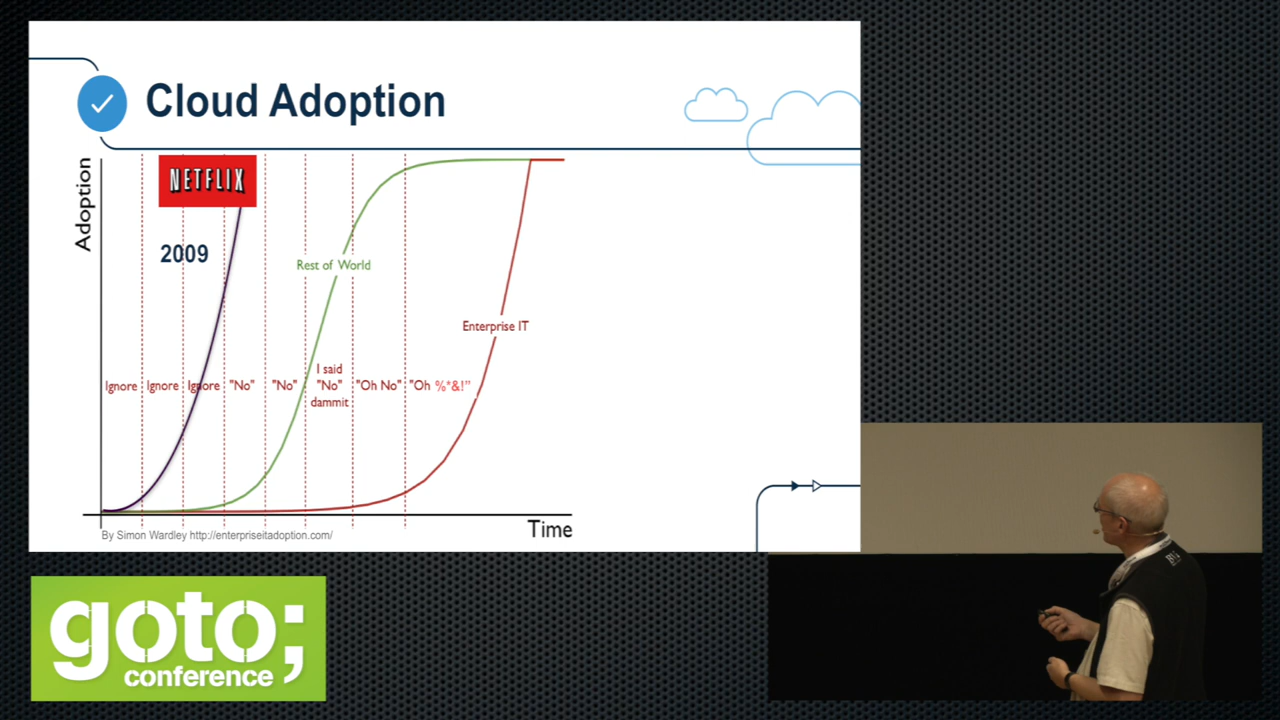 Cloud Adoption
Adoption
NETFLIX
2009
Rest of World
Enterprise IT
Ignore
Ignore
Ignore
"No"
"No"
I said
"No"
dammit
"Oh No"
"Oh %*&!”
Time
By Simon Wardley http://enterpriseitadoption.com/
goto;
conference